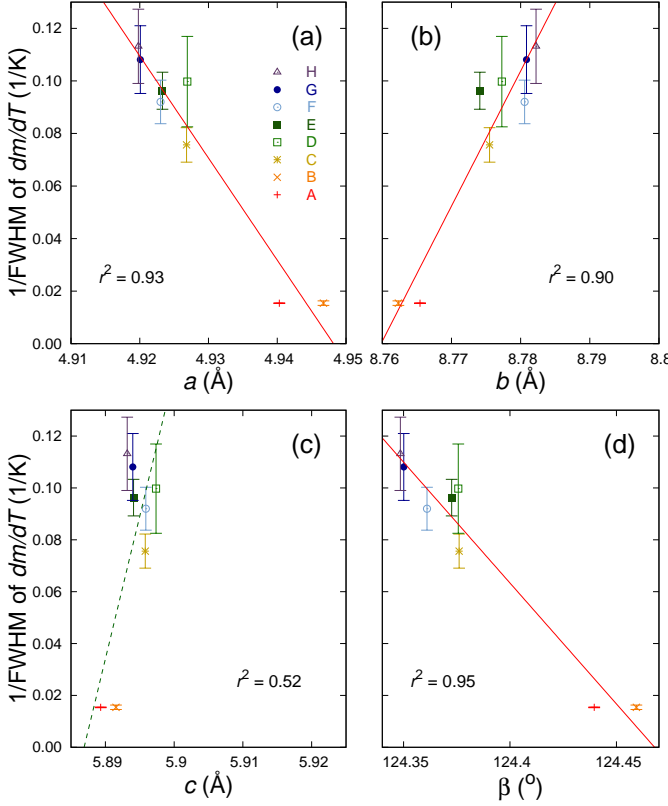 1/FWHM of dm/dT (1/K)
0.12
0.10
0.08
0.06
0.04
0.02
0.00
(a)
H
G
F
E
D
C
B
A
r² = 0.93
4.91 4.92 4.93 4.94 4.95
a (Å)
(b)
r² = 0.90
8.76 8.77 8.78 8.79 8.8
b (Å)
1/FWHM of dm/dT (1/K)
0.12
0.10
0.08
0.06
0.04
0.02
0.00
(c)
r² = 0.52
5.89 5.9 5.91 5.92
c (Å)
(d)
r² = 0.95
124.35 124.4 124.45
β (°)